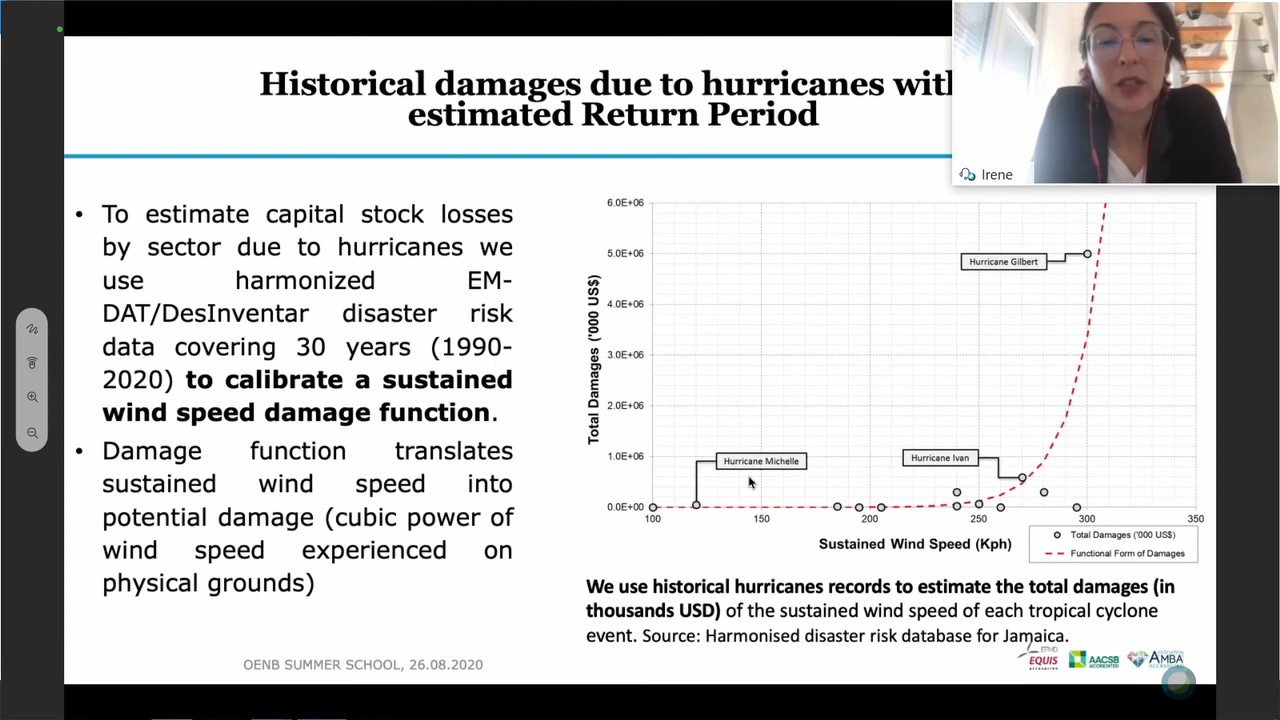 Historical damages due to hurricanes with
estimated Return Period
Irene
• To estimate capital stock losses
by sector due to hurricanes we
use harmonized EM-
DAT/DesInventar disaster risk
data covering 30 years (1990-
2020) to calibrate a sustained
wind speed damage function.
• Damage function translates
sustained wind speed into
potential damage (cubic power of
wind speed experienced on
physical grounds)
Total Damages ('000 US$)
6.0E+06
5.0E+06
4.0E+06
3.0E+06
2.0E+06
1.0E+06
0.0E+00
Hurricane Gilbert
Hurricane Michelle
Hurricane Ivan
100 150 200 250 300 350
Sustained Wind Speed (Kph)
Total Damages ('000 US$)
Functional Form of Damages
We use historical hurricanes records to estimate the total damages (in
thousands USD) of the sustained wind speed of each tropical cyclone
event. Source: Harmonised disaster risk database for Jamaica.
OENB SUMMER SCHOOL, 26.08.2020
EFMD
EQUIS
ACCREDITED
AACSB
ACCREDITED
AMBA